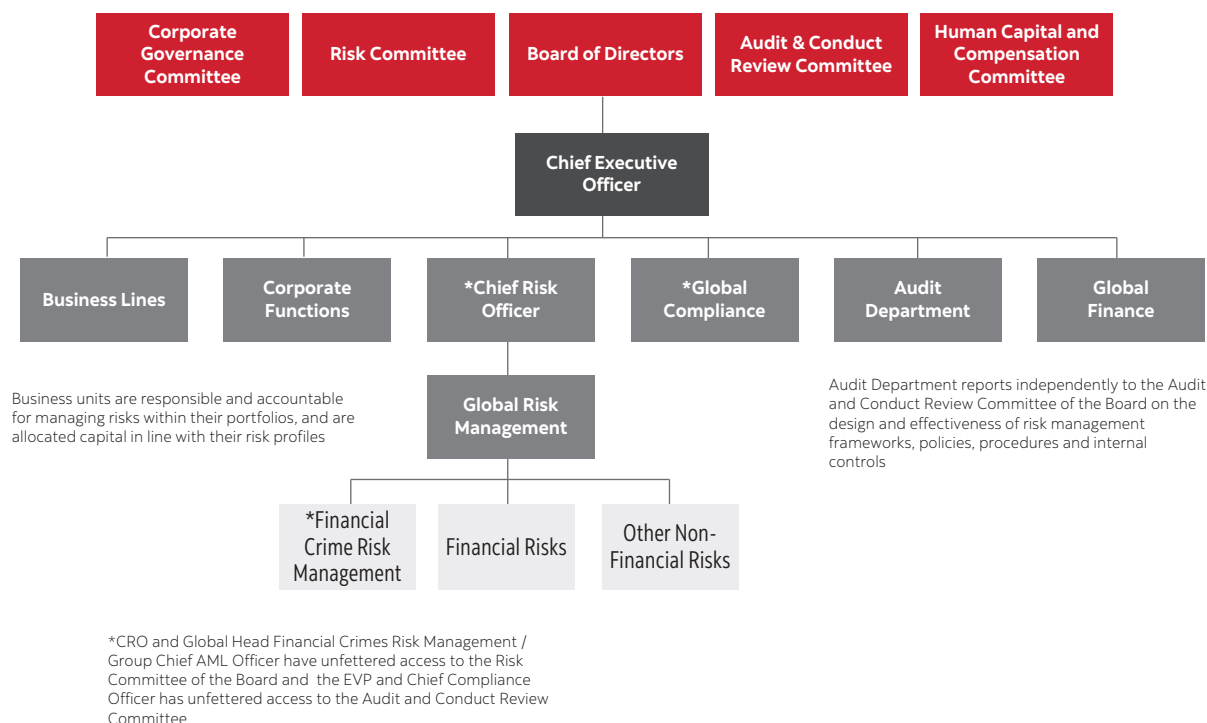 Corporate
Governance
Committee
Risk Committee
Board of Directors
Audit & Conduct
Review Committee
Human Capital and
Compensation
Committee
Chief Executive
Officer
Business Lines
Corporate
Functions
*Chief Risk
Officer
*Global
Compliance
Audit
Department
Global
Finance
Business units are responsible and accountable
for managing risks within their portfolios, and are
allocated capital in line with their risk profiles
Global Risk
Management
Audit Department reports independently to the Audit
and Conduct Review Committee of the Board on the
design and effectiveness of risk management
frameworks, policies, procedures and internal
controls
*Financial
Crime Risk
Management
Financial Risks
Other Non-
Financial Risks
*CRO and Global Head Financial Crimes Risk Management /
Group Chief AML Officer have unfettered access to the Risk
Committee of the Board and the EVP and Chief Compliance
Officer has unfettered access to the Audit and Conduct Review
Committee